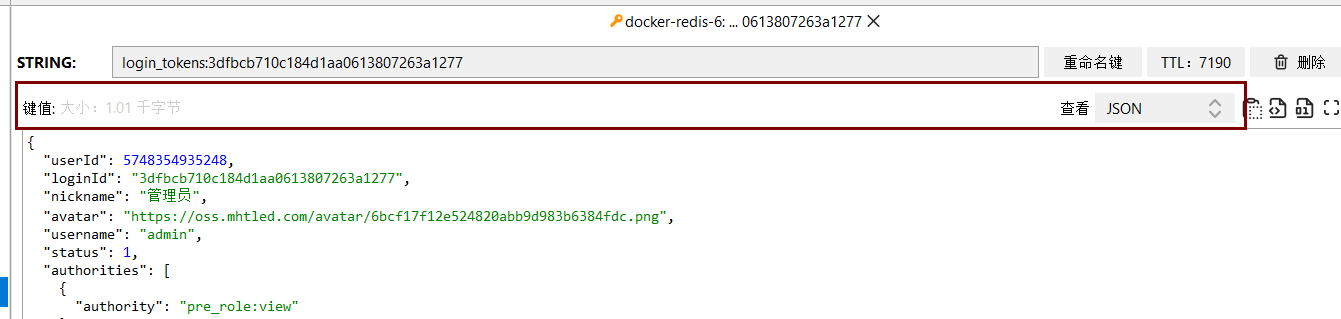 docker-redis-6: ... 0613807263a1277
STRING: login_tokens:3dfbcb710c184d1aa0613807263a1277 重命名键 TTL: 7190 删除
键值: 大小: 1.01 千字节 查看 JSON
{
"userId": 5748354935248,
"loginId": "3dfbcb710c184d1aa0613807263a1277",
"nickname": "管理员",
"avatar": "https://oss.mhtled.com/avatar/6bcf17f12e524820abb9d983b6384fdc.png",
"username": "admin",
"status": 1,
"authorities": [
{
"authority": "pre_role:view"